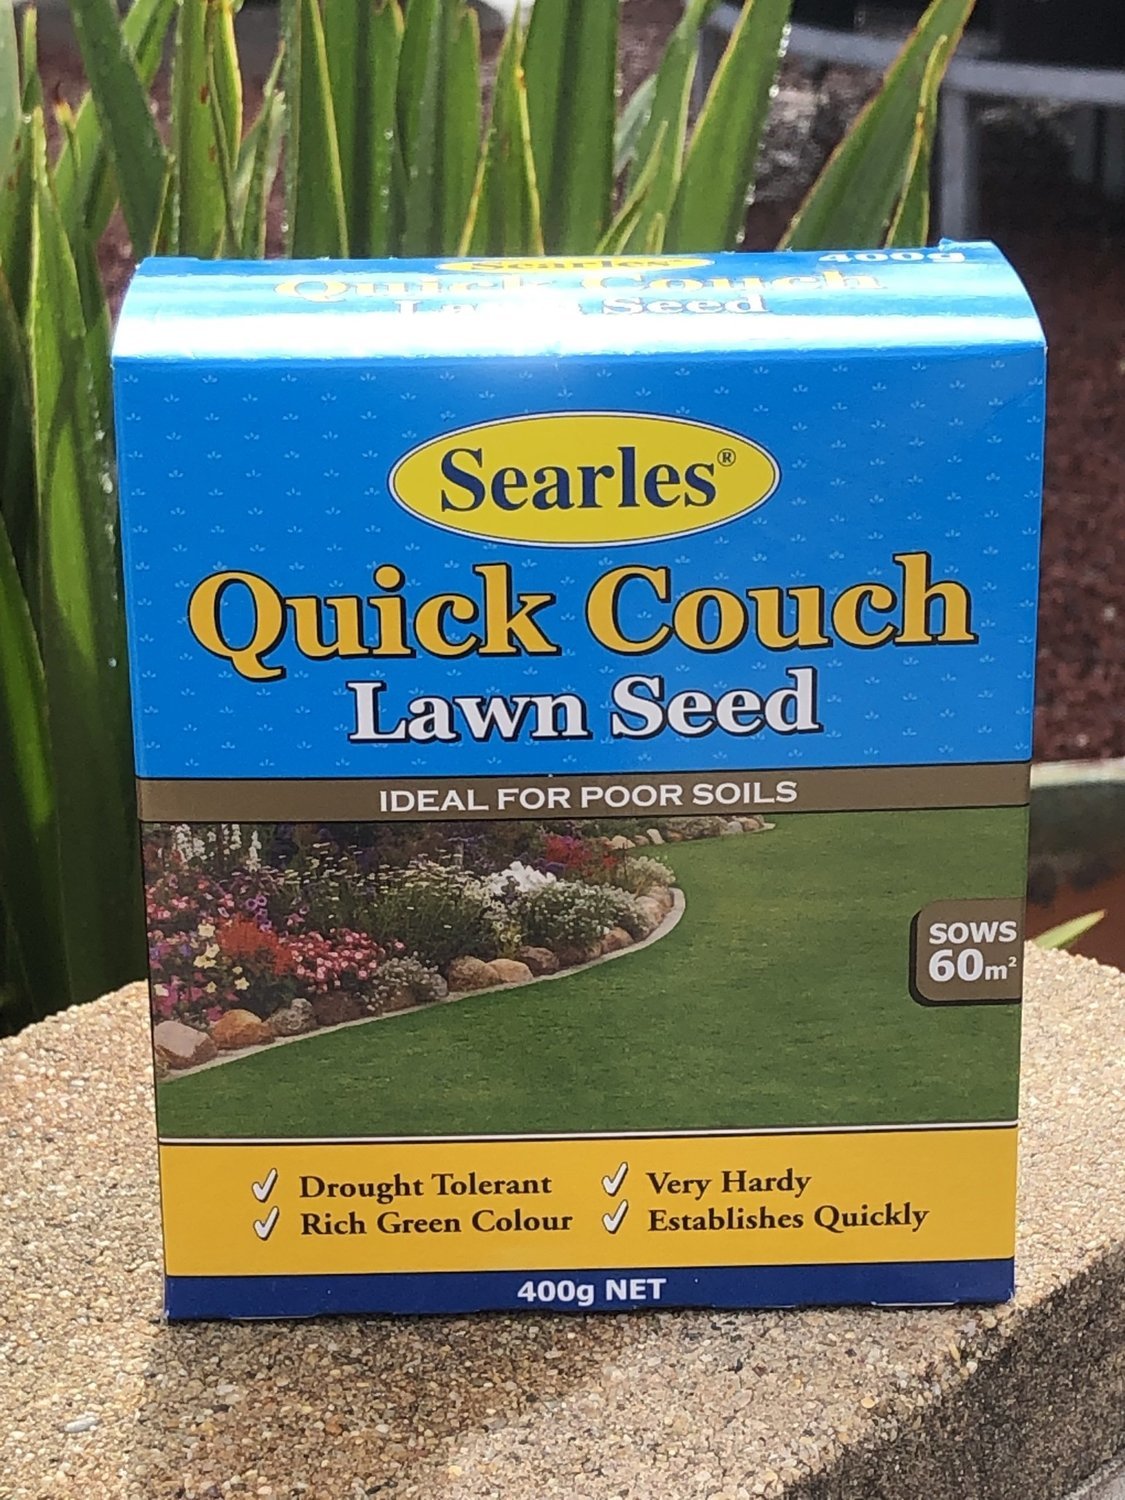 Searles
400g
Quick Couch
Lawn Seed
Searles®
Quick Couch
Lawn Seed
IDEAL FOR POOR SOILS
SOWS
60m²
Drought Tolerant
Very Hardy
Rich Green Colour
Establishes Quickly
400g NET